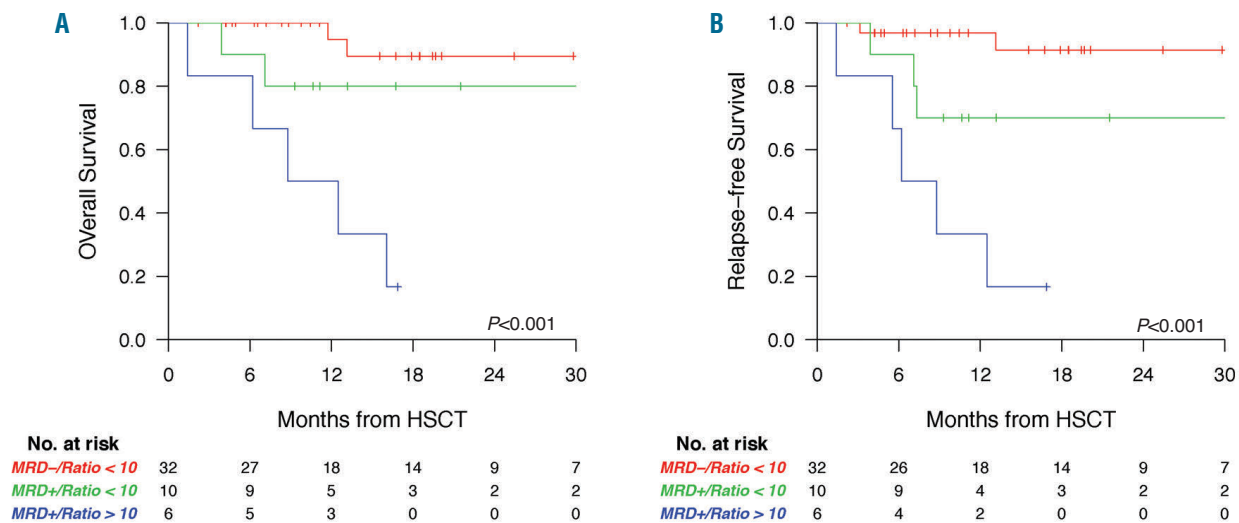 A
OVerall Survival
1.0
0.8
0.6
0.4
0.2
0.0
P<0.001
0 6 12 18 24 30
Months from HSCT
No. at risk
MRD–/Ratio < 10 32 27 18 14 9 7
MRD+/Ratio < 10 10 9 5 3 2 2
MRD+/Ratio > 10 6 5 3 0 0 0
B
Relapse–free Survival
1.0
0.8
0.6
0.4
0.2
0.0
P<0.001
0 6 12 18 24 30
Months from HSCT
No. at risk
MRD–/Ratio < 10 32 26 18 14 9 7
MRD+/Ratio < 10 10 9 4 3 2 2
MRD+/Ratio > 10 6 4 2 0 0 0